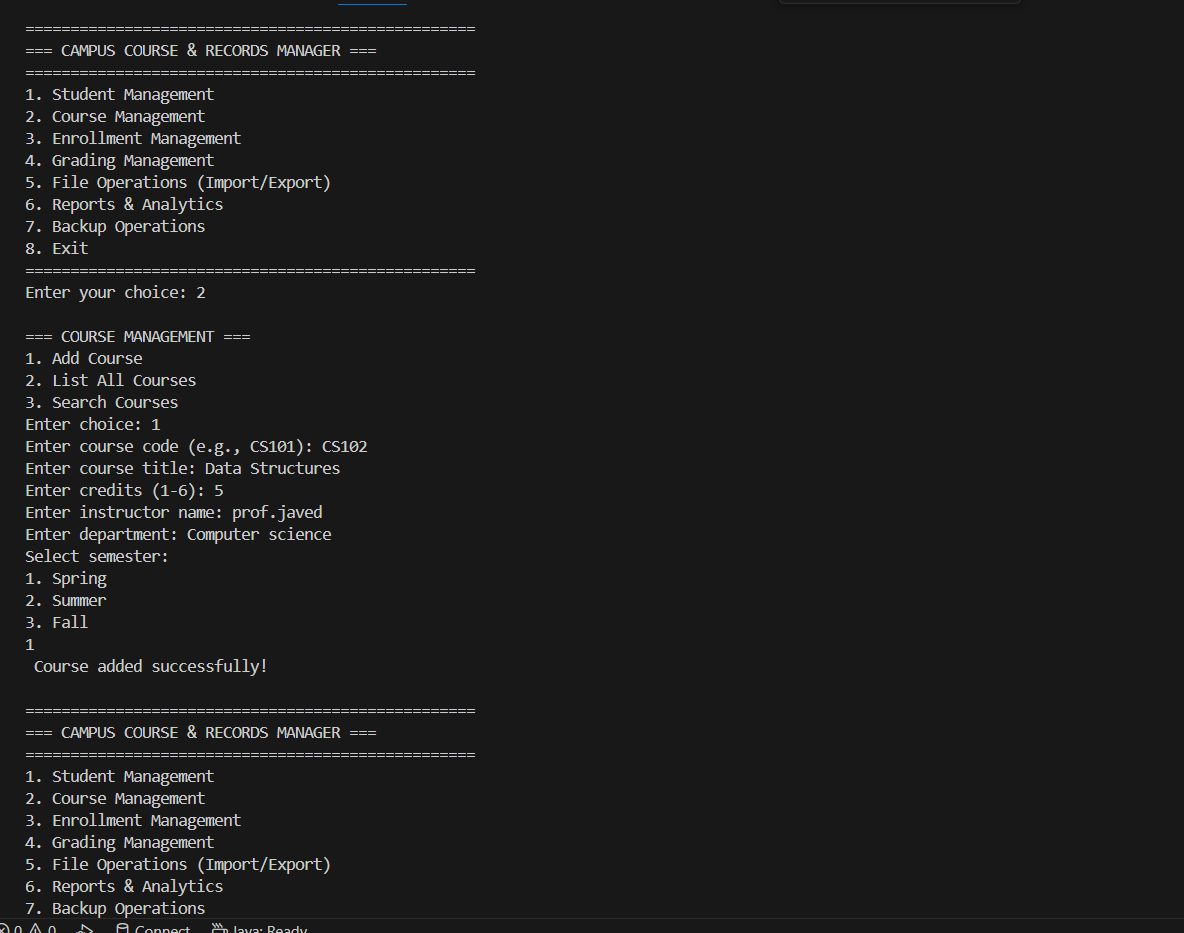 ==================================================
=== CAMPUS COURSE & RECORDS MANAGER ===
==================================================
1. Student Management
2. Course Management
3. Enrollment Management
4. Grading Management
5. File Operations (Import/Export)
6. Reports & Analytics
7. Backup Operations
8. Exit
==================================================
Enter your choice: 2
=== COURSE MANAGEMENT ===
1. Add Course
2. List All Courses
3. Search Courses
Enter choice: 1
Enter course code (e.g., CS101): CS102
Enter course title: Data Structures
Enter credits (1-6): 5
Enter instructor name: prof.javed
Enter department: Computer science
Select semester:
1. Spring
2. Summer
3. Fall
1
Course added successfully!
==================================================
=== CAMPUS COURSE & RECORDS MANAGER ===
==================================================
1. Student Management
2. Course Management
3. Enrollment Management
4. Grading Management
5. File Operations (Import/Export)
6. Reports & Analytics
7. Backup Operations
0 0 Connect Java: Ready